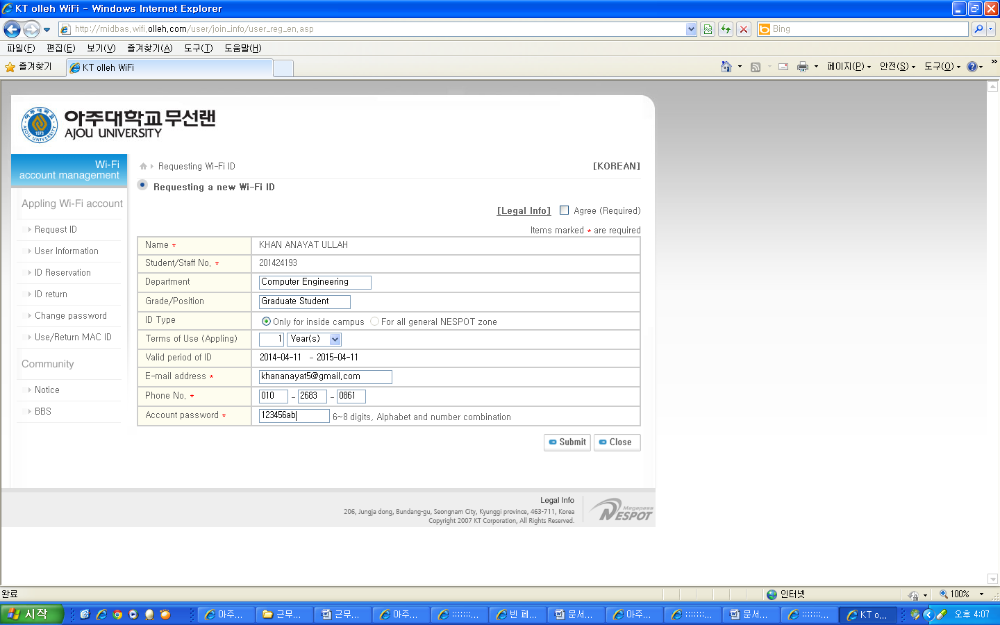 KT olleh WiFi - Windows Internet Explorer
http://midbas.wifi.olleh.com/user/join_info/user_reg_en.asp
Bing
파일(F) 편집(E) 보기(V) 즐겨찾기(A) 도구(T) 도움말(H)
즐겨찾기 KT olleh WiFi 페이지(P) 안전(S) 도구(O) »
아주대학교 무선랜
AJOU UNIVERSITY
Wi-Fi
account management
Requesting Wi-Fi ID [KOREAN]
Requesting a new Wi-Fi ID
Appling Wi-Fi account
Request ID
User Information
ID Reservation
ID return
Change password
Use/Return MAC ID
Community
Notice
BBS
[Legal Info] Agree (Required)
Items marked * are required
Name * KHAN ANAYAT ULLAH
Student/Staff No. * 201424193
Department Computer Engineering
Grade/Position Graduate Student
ID Type Only for inside campus For all general NESPOT zone
Terms of Use (Appling) 1 Year(s)
Valid period of ID 2014-04-11 - 2015-04-11
E-mail address * khananayat5@gmail.com
Phone No. * 010 - 2683 - 0861
Account password * 123456ab 6~8 digits, Alphabet and number combination
Submit Close
Legal Info
206, Jungja dong, Bundang-gu, Seongnam City, Kyunggi province, 463-711, Korea
Copyright 2007 KT Corporation, All Rights Reserved.
Megapass
NESPOT
완료 인터넷 100%
시작 아주... 근무... 근무... 아주... :::::::... 빈 페... 문서... 아주... :::::::... 문서... :::::::... KT o... 오후 4:07